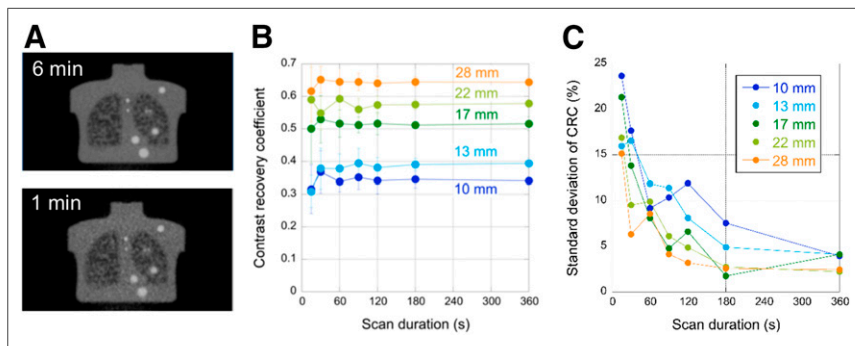 A
6 min
1 min
B
Contrast recovery coefficient
0.7
0.6
0.5
0.4
0.3
0.2
0.1
0
28 mm
22 mm
17 mm
13 mm
10 mm
0 60 120 180 240 300 360
Scan duration (s)
C
Standard deviation of CRC (%)
25
20
15
10
5
0
10 mm
13 mm
17 mm
22 mm
28 mm
0 60 120 180 240 300 360
Scan duration (s)